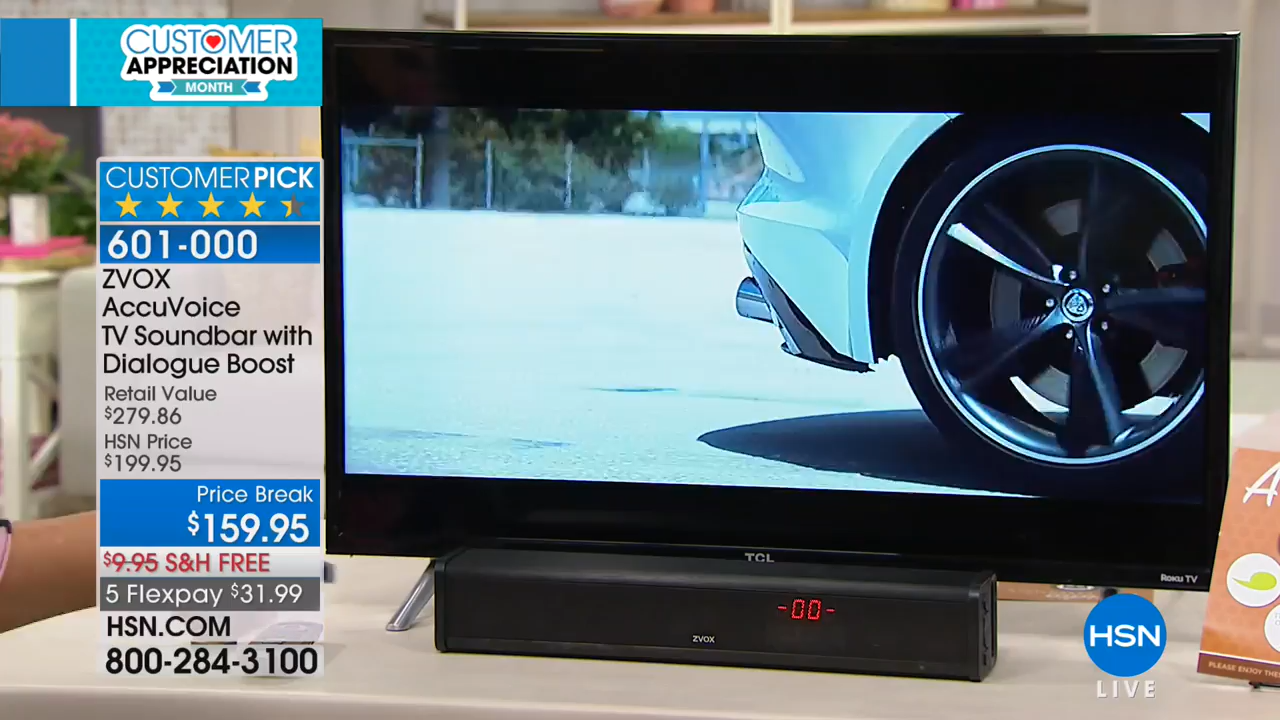 CUSTOMER
APPRECIATION
MONTH
CUSTOMER PICK
601-000
ZVOX
AccuVoice
TV Soundbar with
Dialogue Boost
Retail Value
$279.86
HSN Price
$199.95
Price Break
$159.95
$9.95 S&H FREE
5 Flexpay $31.99
HSN.COM
800-284-3100
TCL
Roku TV
-00-
ZVOX
HSN
LIVE
A
PLEASE ENJOY